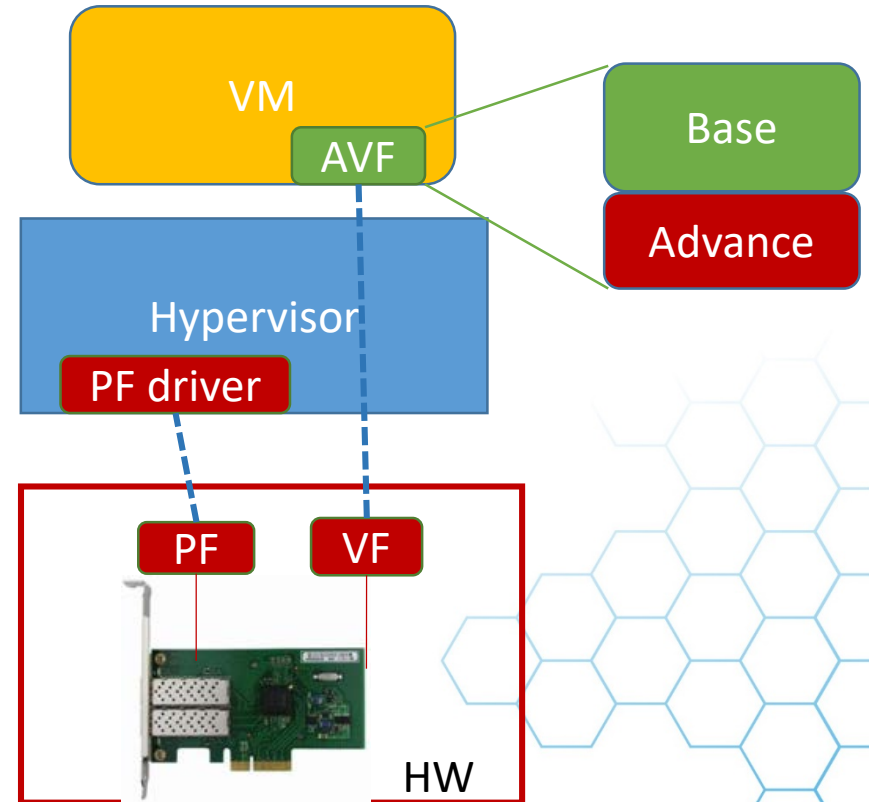 VM
AVF
Base
Advance
Hypervisor
PF driver
PF
VF
HW